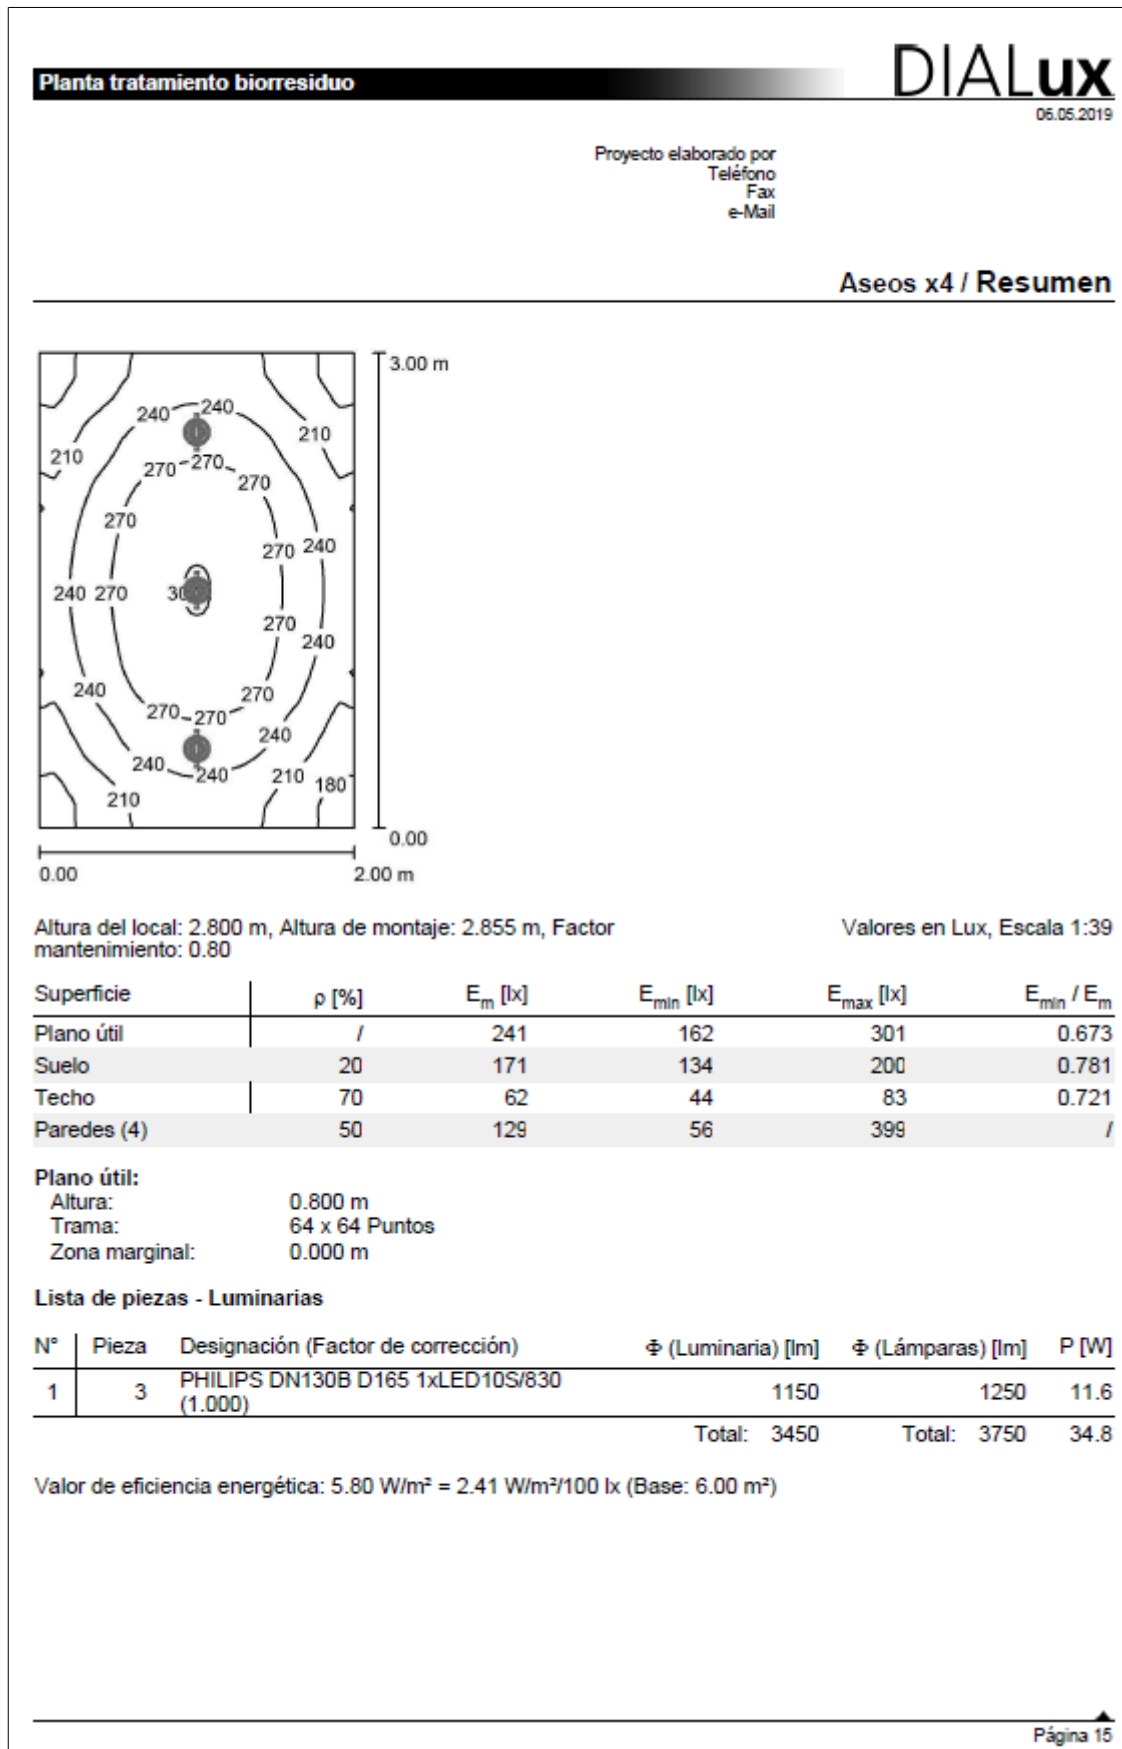 DIALux
Planta tratamiento biorresiduo
06.05.2019
Proyecto elaborado por
Teléfono
Fax
e-Mail
Aseos x4 / Resumen
3.00 m
240 240
210
210
270 270
270
270
270 240
240 270
270
240
240
270
270 270
240
240 240
210 180
210
0.00
0.00 2.00 m
Altura del local: 2.800 m, Altura de montaje: 2.855 m, Factor
mantenimiento: 0.80
Valores en Lux, Escala 1:39
Superficie ρ [%] Em [lx] Emin [lx] Emax [lx] Emin / Em
Plano útil / 241 162 301 0.673
Suelo 20 171 134 200 0.781
Techo 70 62 44 83 0.721
Paredes (4) 50 129 56 399 /
Plano útil:
Altura: 0.800 m
Trama: 64 x 64 Puntos
Zona marginal: 0.000 m
Lista de piezas - Luminarias
N° Pieza Designación (Factor de corrección) Φ (Luminaria) [lm] Φ (Lámparas) [lm] P [W]
1 3 PHILIPS DN130B D165 1xLED10S/830
(1.000) 1150 1250 11.6
Total: 3450 Total: 3750 34.8
Valor de eficiencia energética: 5.80 W/m² = 2.41 W/m²/100 lx (Base: 6.00 m²)
Página 15